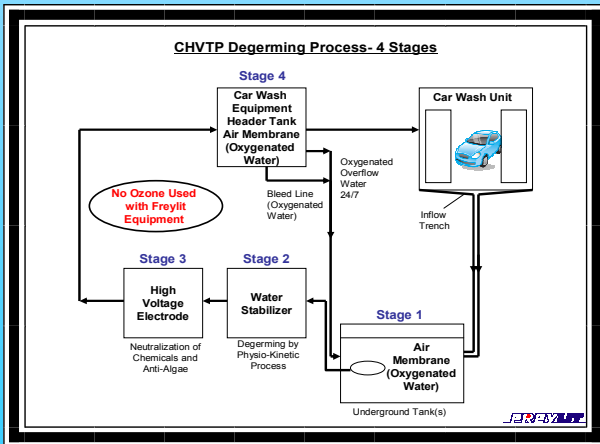 CHVTP Degerming Process- 4 Stages
Stage 4
Car Wash
Equipment
Header Tank
Air Membrane
(Oxygenated
Water)
Car Wash Unit
Oxygenated
Overflow
Water
24/7
Bleed Line
(Oxygenated
Water)
Inflow
Trench
No Ozone Used
with Freylit
Equipment
Stage 3
High
Voltage
Electrode
Neutralization of
Chemicals and
Anti-Algae
Stage 2
Water
Stabilizer
Degerming by
Physio-Kinetic
Process
Stage 1
Air
Membrane
(Oxygenated
Water)
Underground Tank(s)
FREYLIT